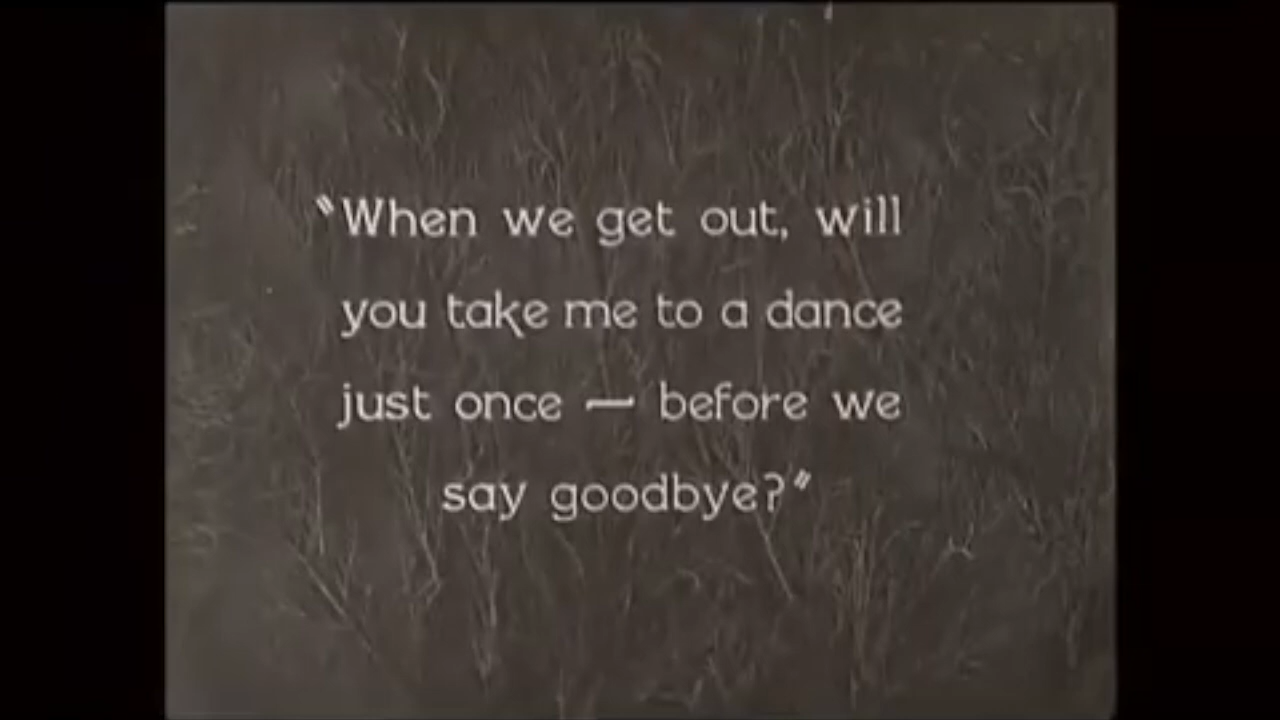 "When we get out, will
you take me to a dance
just once — before we
say goodbye?"